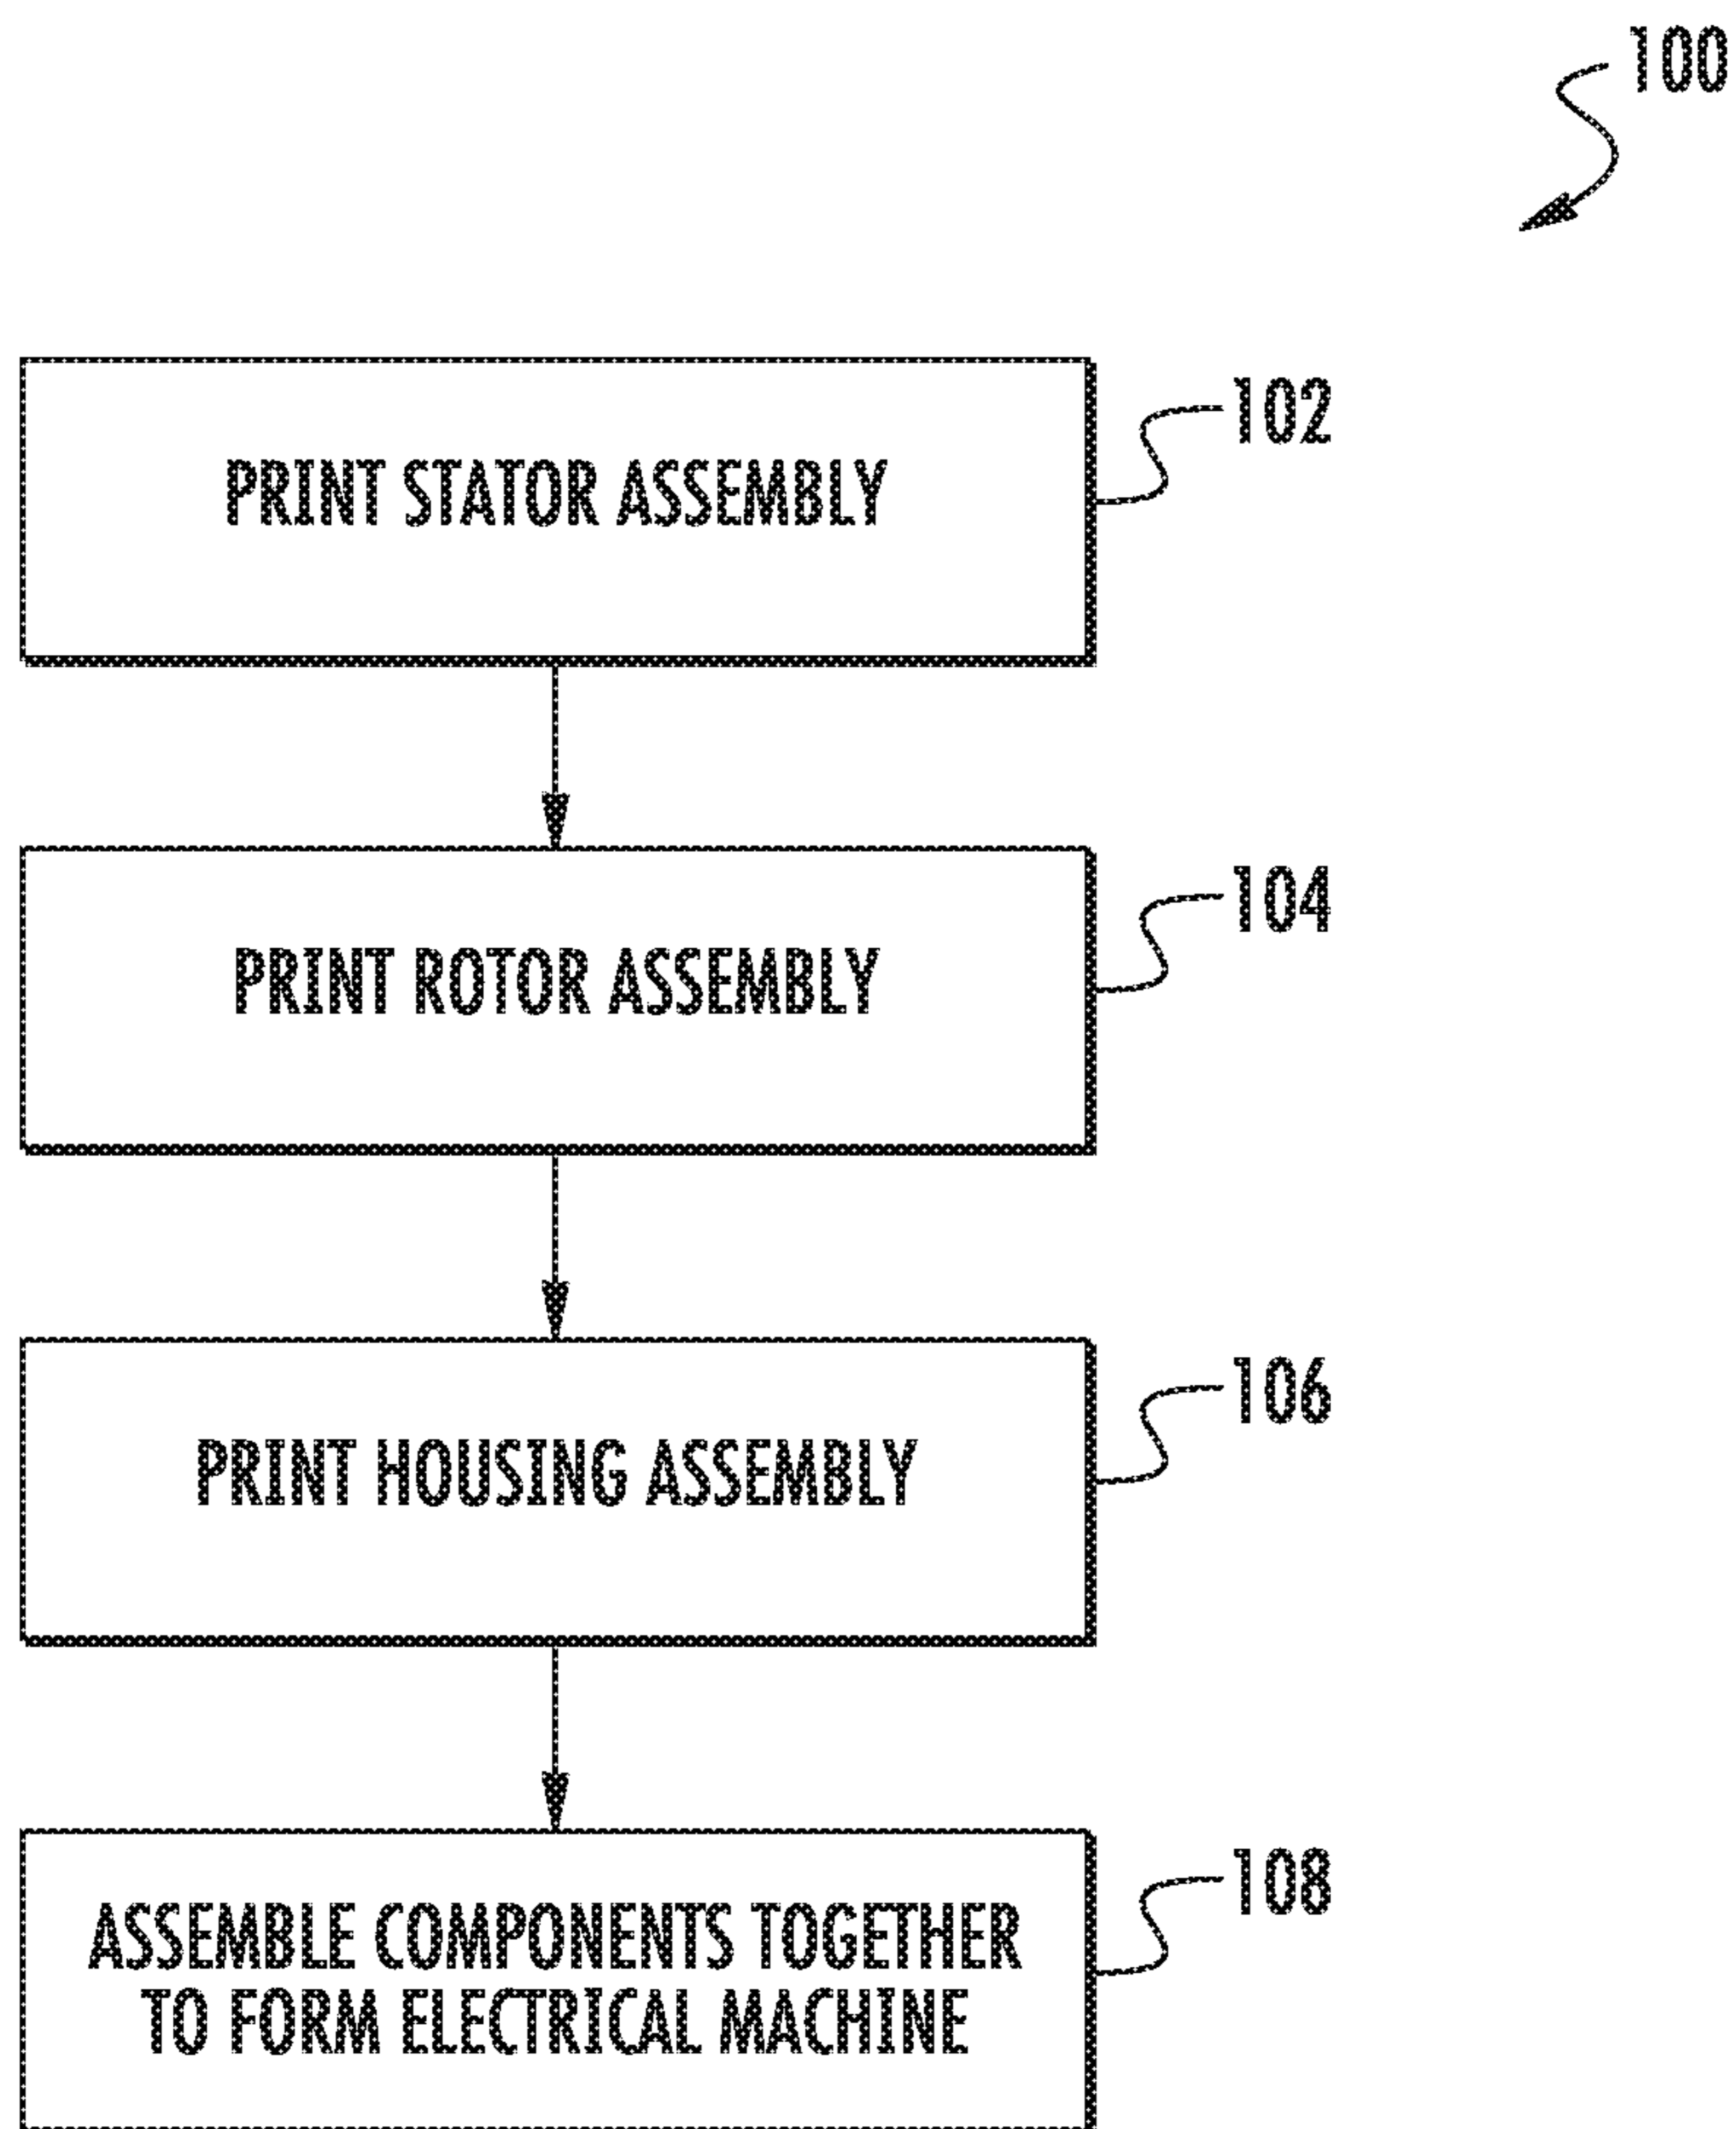 100
PRINT STATOR ASSEMBLY
102
PRINT ROTOR ASSEMBLY
104
PRINT HOUSING ASSEMBLY
106
ASSEMBLE COMPONENTS TOGETHER
TO FORM ELECTRICAL MACHINE
108